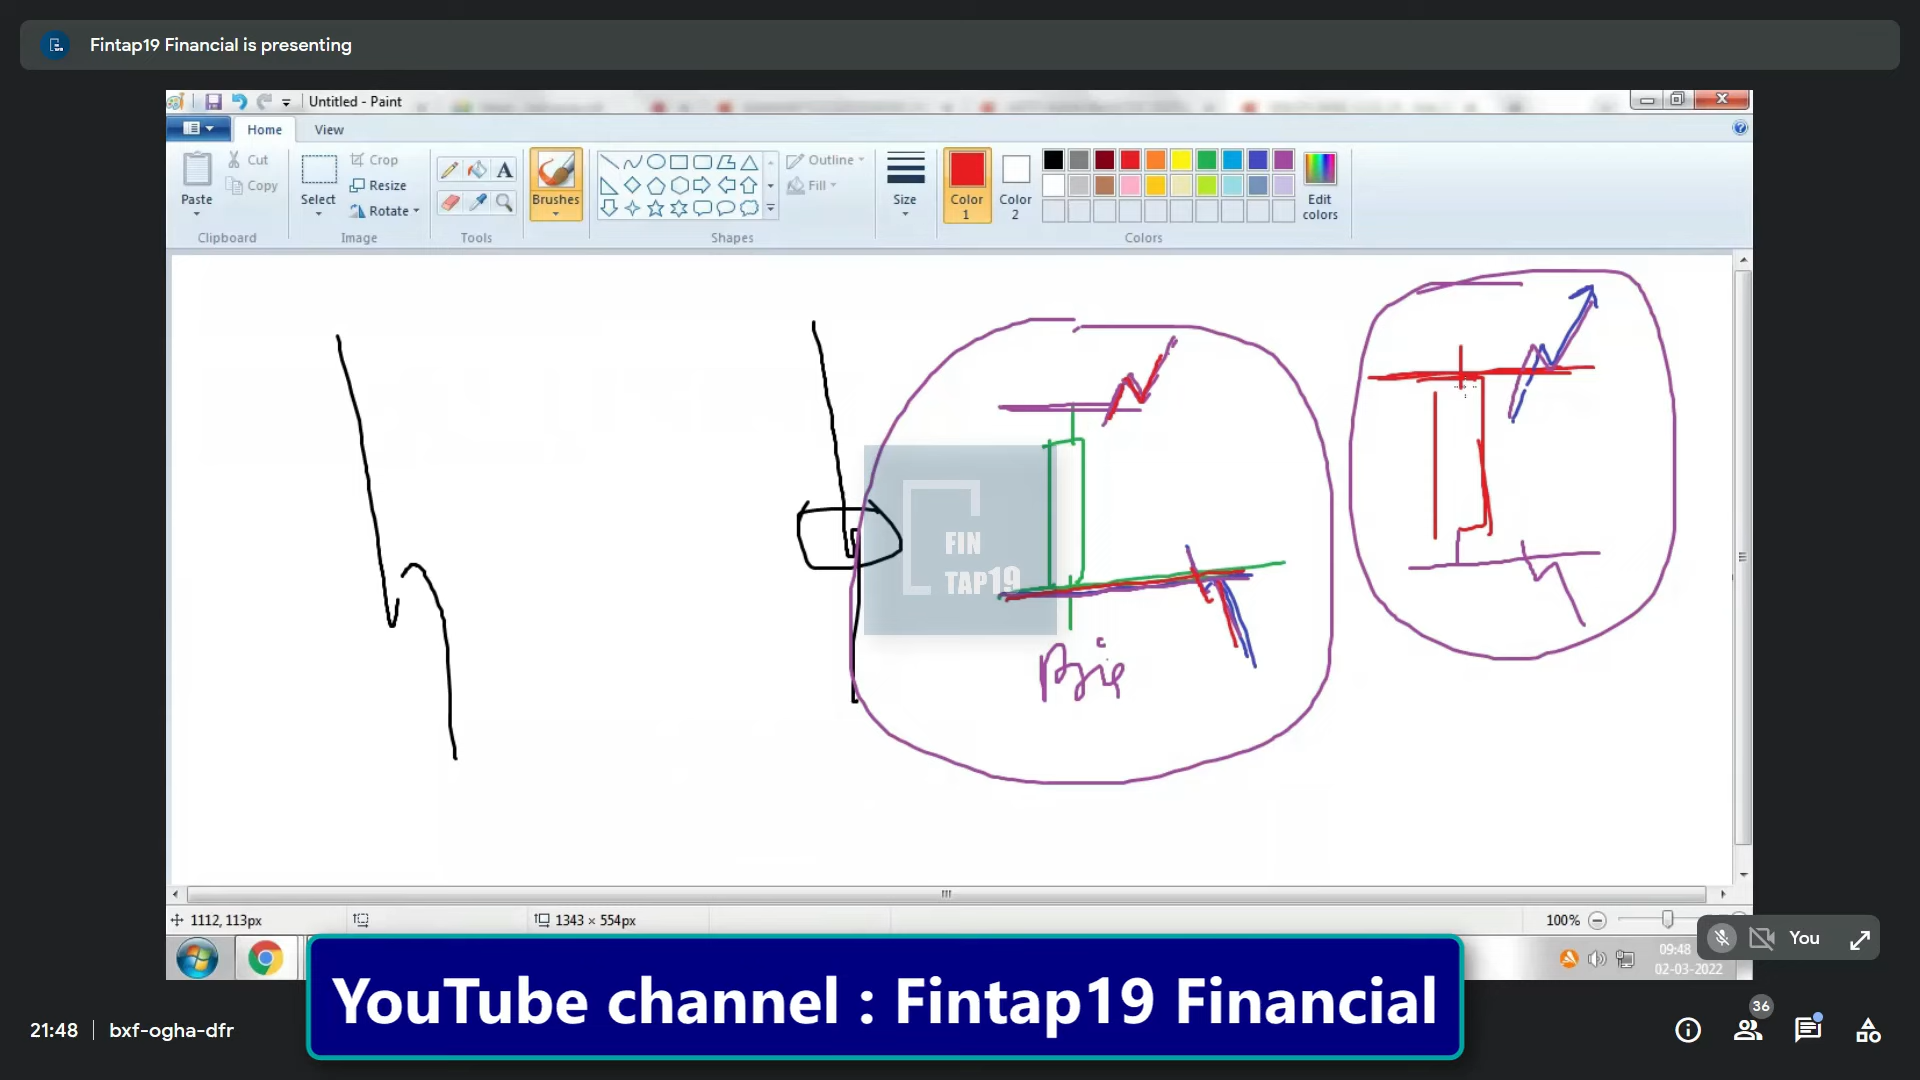 Fintap19 Financial is presenting
Untitled - Paint
Home View
Paste
Cut
Copy
Clipboard
Select
Crop
Resize
Rotate
Image
A
Tools
Brushes
Shapes
Outline
Fill
Size
Color 1
Color 2
Edit colors
Colors
FIN
TAP19
1112, 113px
1343 × 554px
100%
You
09:48
02-03-2022
YouTube channel : Fintap19 Financial
21:48 | bxf-ogha-dfr
36